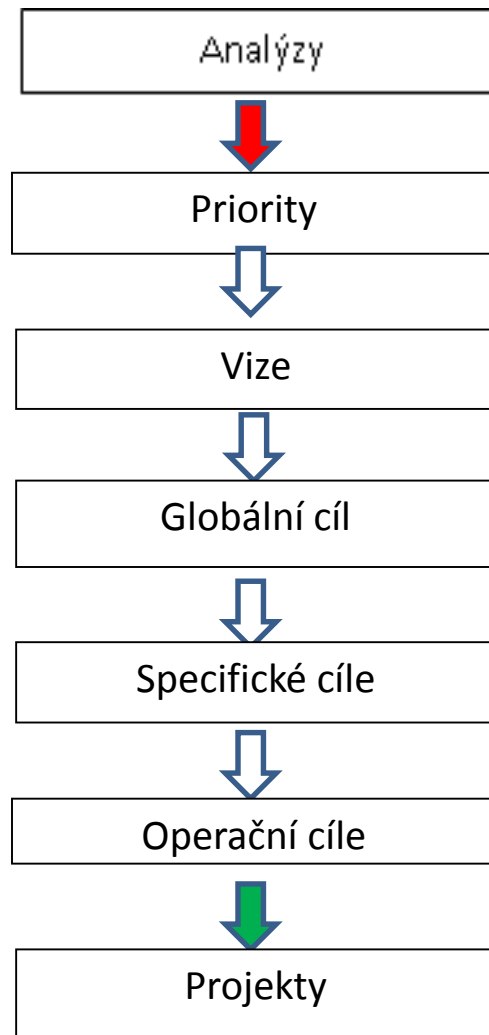 Analýzy
Priority
Vize
Globální cíl
Specifické cíle
Operační cíle
Projekty